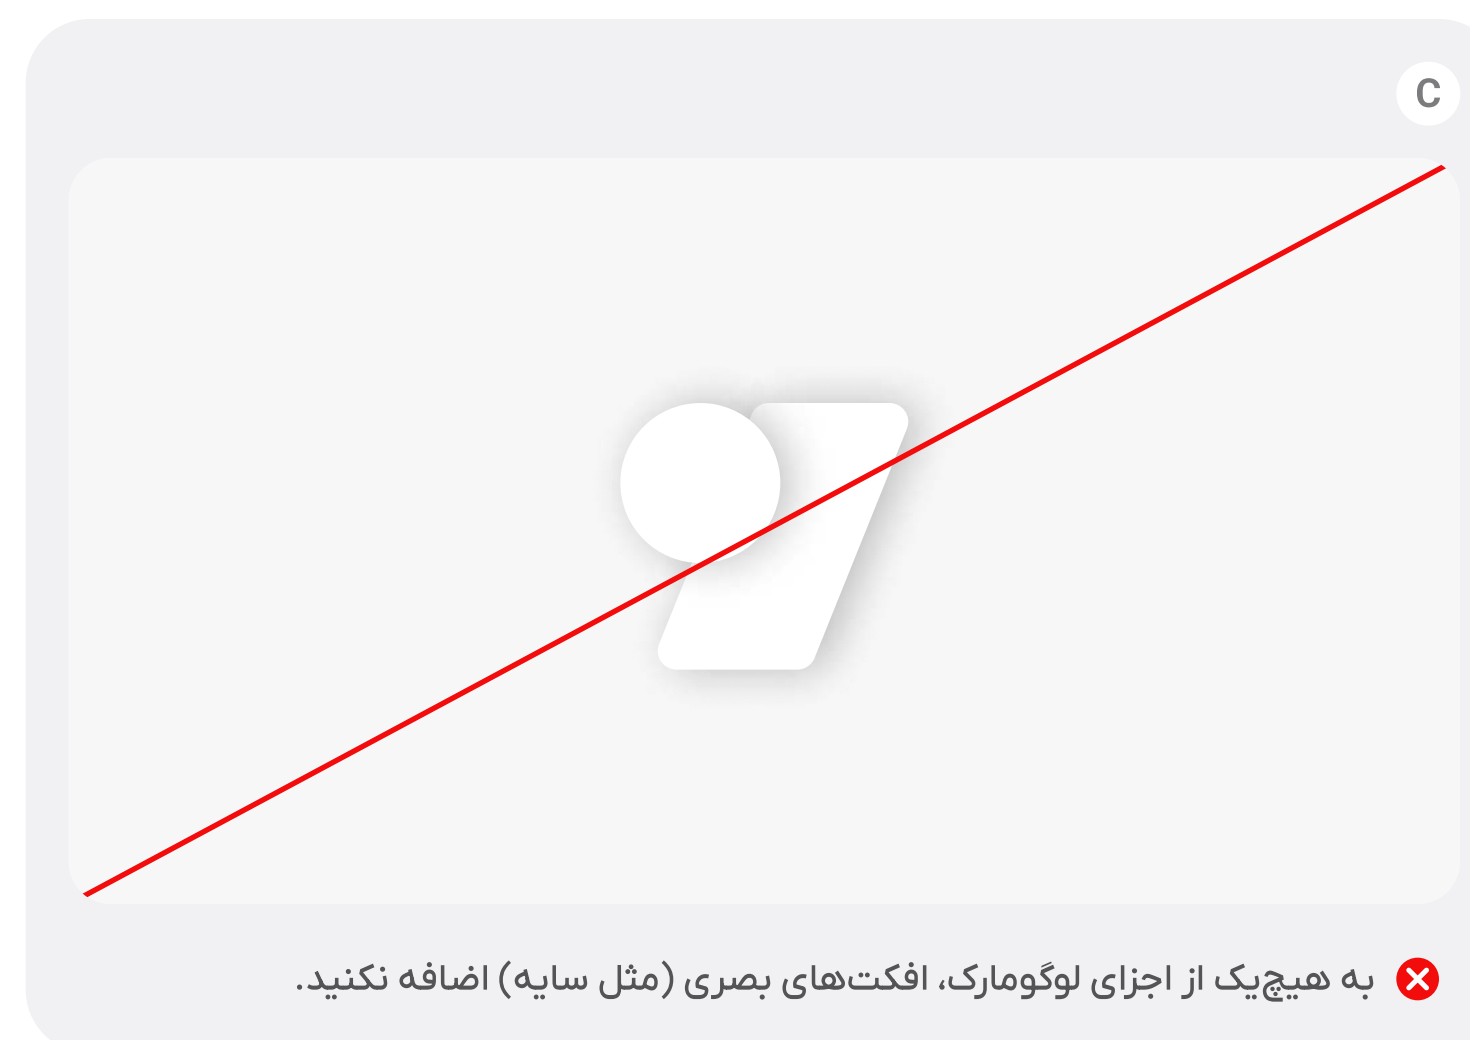 C
به هیچ‌یک از اجزای لوگومارک، افکت‌های بصری (مثل سایه) اضافه نکنید.